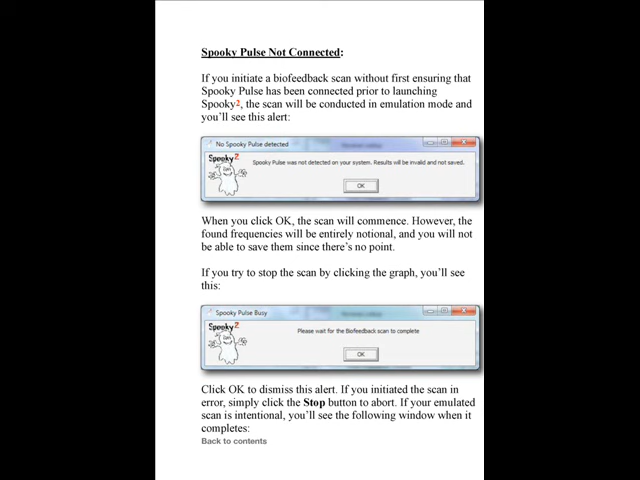 Spooky Pulse Not Connected:
If you initiate a biofeedback scan without first ensuring that
Spooky Pulse has been connected prior to launching
Spooky2, the scan will be conducted in emulation mode and
you'll see this alert:
No Spooky Pulse detected
Spooky2
Spooky Pulse was not detected on your system. Results will be invalid and not saved.
OK
When you click OK, the scan will commence. However, the
found frequencies will be entirely notional, and you will not
be able to save them since there's no point.
If you try to stop the scan by clicking the graph, you'll see
this:
Spooky Pulse Busy
Spooky2
Please wait for the Biofeedback scan to complete
OK
Click OK to dismiss this alert. If you initiated the scan in
error, simply click the Stop button to abort. If your emulated
scan is intentional, you'll see the following window when it
completes:
Back to contents